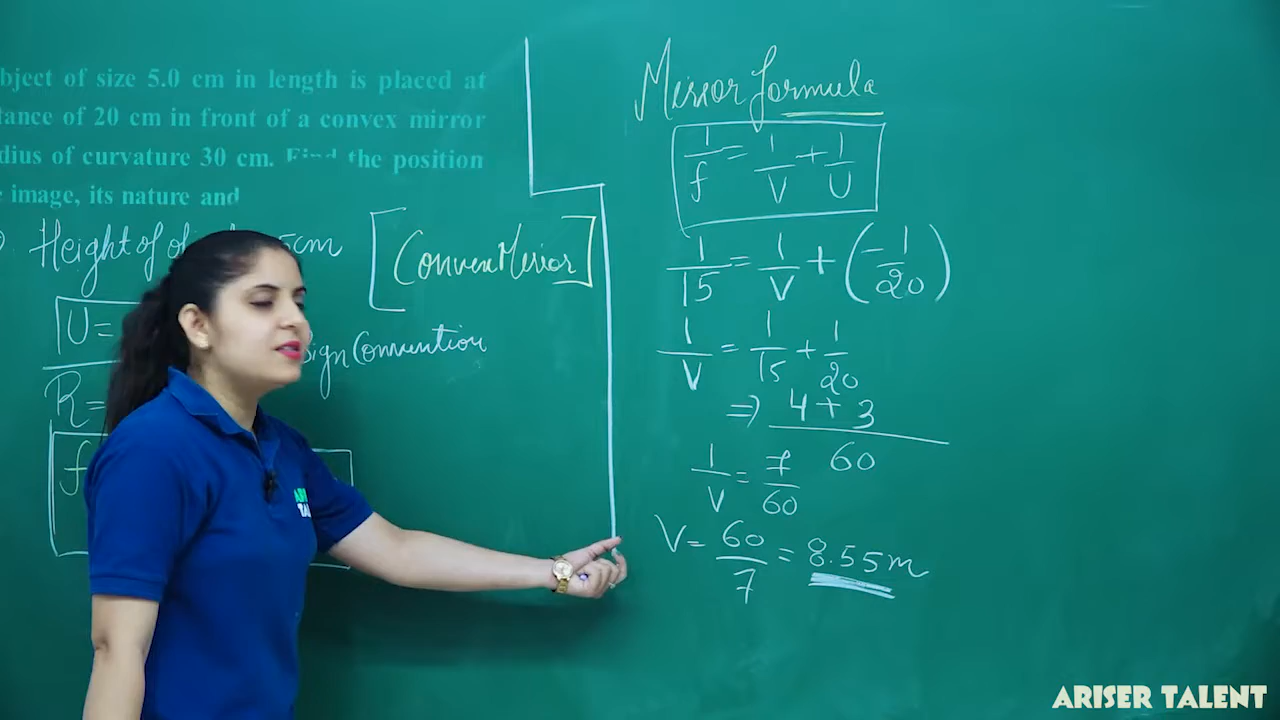 bject of size 5.0 cm in length is placed at
tance of 20 cm in front of a convex mirror
dius of curvature 30 cm. Find the position
e image, its nature and
Height of 5cm
[Convex Mirror]
U=
Sign Convention
R=
f
Mirror formula
1/f = 1/V + 1/U
1/15 = 1/V + (-1/20)
1/V = 1/15 + 1/20
⇒ 4 + 3 / 60
1/V = 7/60
V = 60/7 = 8.55m
ARISER TALENT